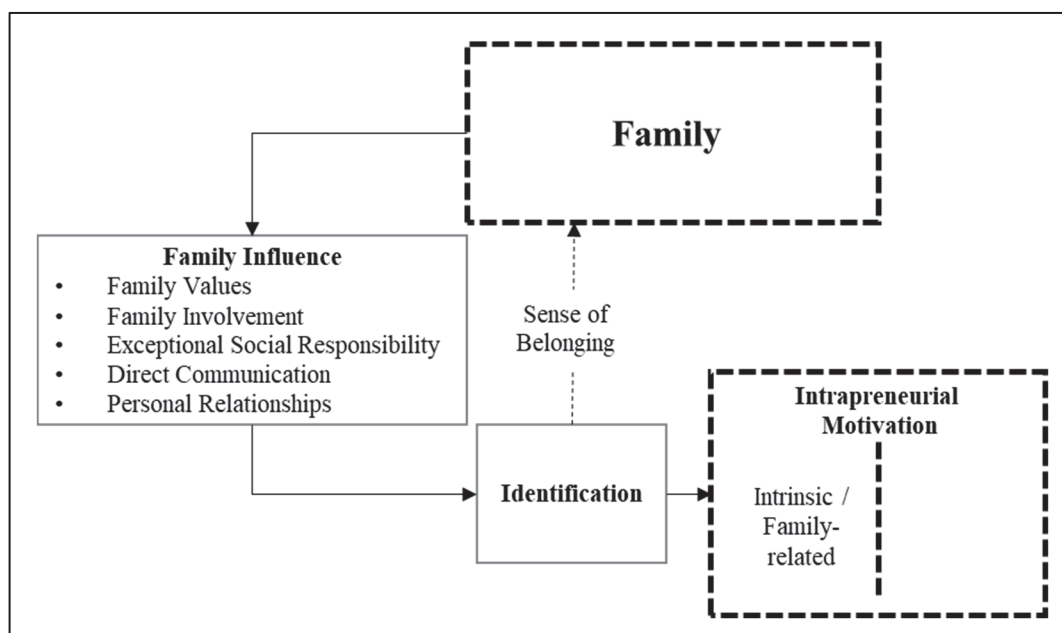 Family
Family Influence
• Family Values
• Family Involvement
• Exceptional Social Responsibility
• Direct Communication
• Personal Relationships
Sense of
Belonging
Identification
Intrapreneurial
Motivation
Intrinsic /
Family-
related